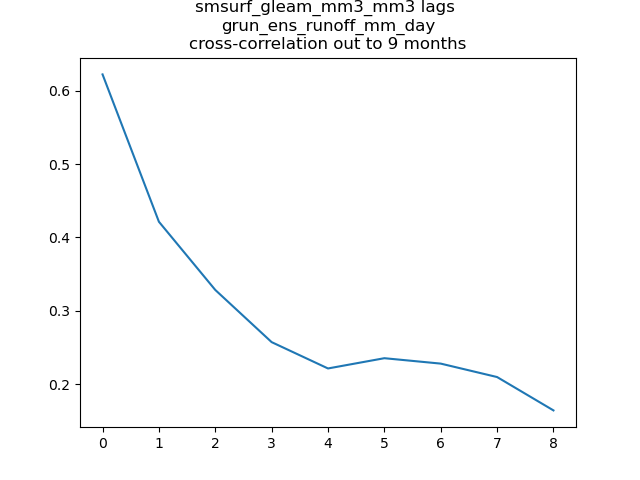 smsurf_gleam_mm3_mm3 lags
grun_ens_runoff_mm_day
cross-correlation out to 9 months
0.6
0.5
0.4
0.3
0.2
0 1 2 3 4 5 6 7 8